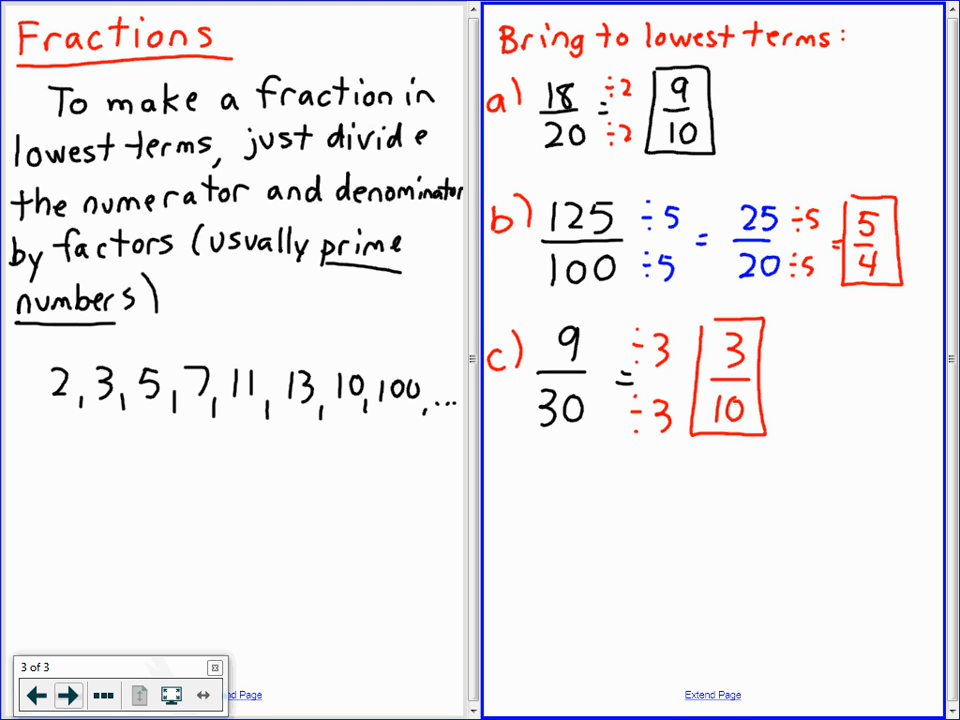 Fractions
To make a fraction in
lowest terms, just divide
the numerator and denominator
by factors (usually prime
numbers)
2, 3, 5, 7, 11, 13, 10, 100, ...
3 of 3
nd Page
Bring to lowest terms:
a) 18/20 = ÷2/÷2 9/10
b) 125/100 ÷5/÷5 = 25/20 ÷5/÷5 = 5/4
c) 9/30 = ÷3/÷3 3/10
Extend Page